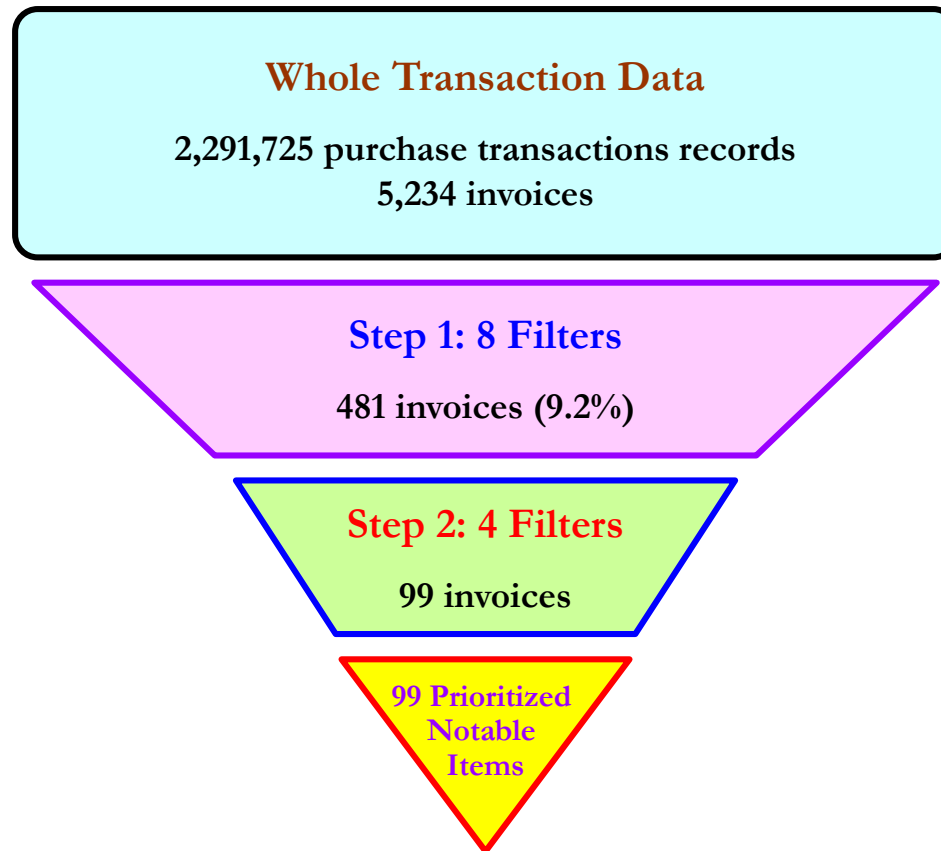 Whole Transaction Data
2,291,725 purchase transactions records
5,234 invoices
Step 1: 8 Filters
481 invoices (9.2%)
Step 2: 4 Filters
99 invoices
99 Prioritized
Notable
Items